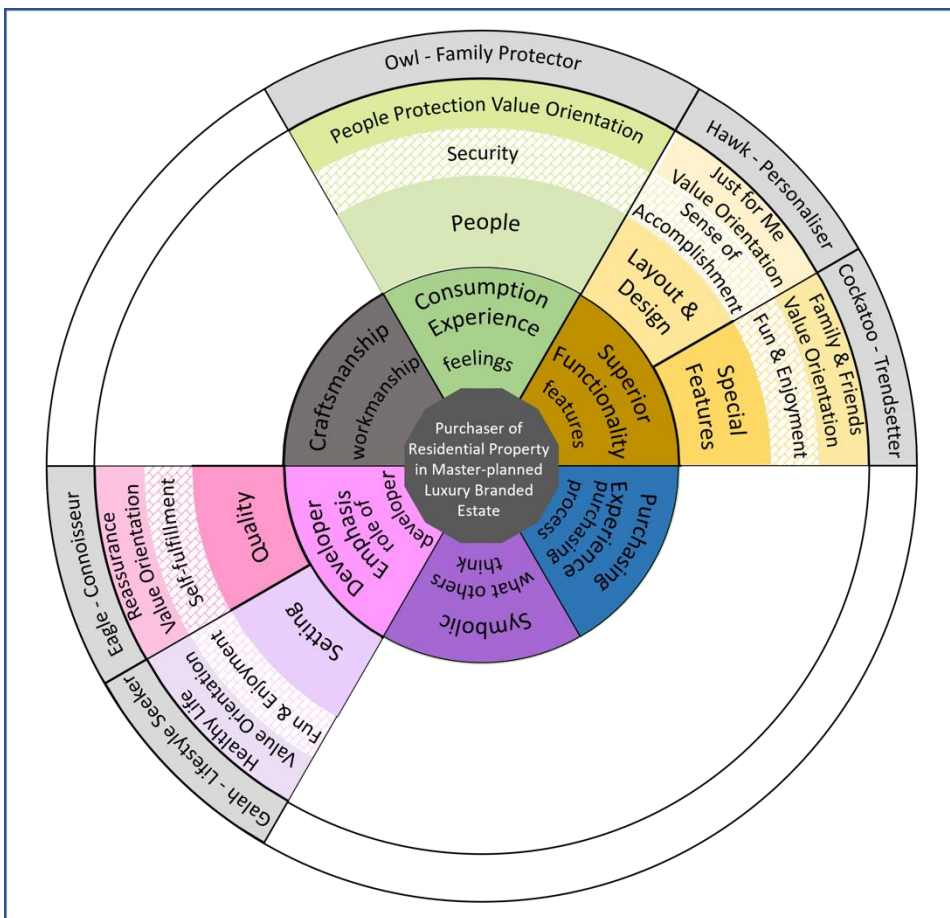 Owl - Family Protector
People Protection Value Orientation
Security
People
Consumption
Experience
feelings
Hawk - Personaliser
Just for Me
Value Orientation
Sense of
Accomplishment
Layout &
Design
Superior
Functionality
features
Cockatoo - Trendsetter
Family & Friends
Value Orientation
Fun & Enjoyment
Special
Features
Purchasing
Experience
purchasing
process
Symbolic
what others
think
Developer
Emphasis
role of
developer
Quality
Self-fulfillment
Reassurance
Value Orientation
Eagle - Connoisseur
Setting
Fun & Enjoyment
Healthy Life
Value Orientation
Galah - Lifestyle Seeker
Craftsmanship
workmanship
Purchaser of
Residential Property
in Master-planned
Luxury Branded
Estate